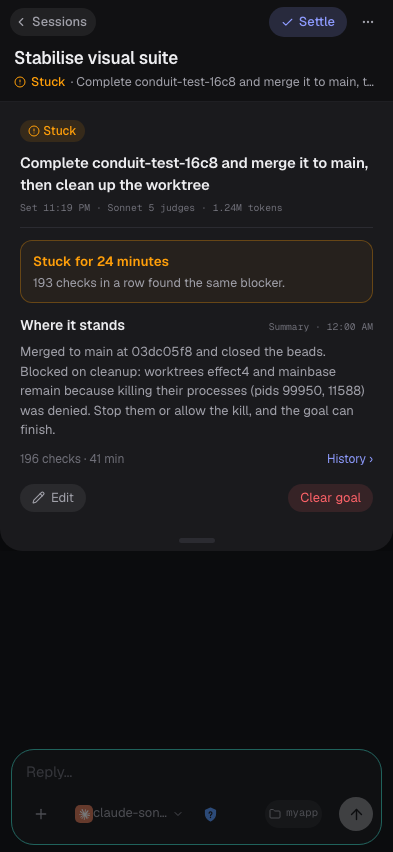 Sessions
Settle
Stabilise visual suite
Stuck · Complete conduit-test-16c8 and merge it to main, t…
Stuck
Complete conduit-test-16c8 and merge it to main,
then clean up the worktree
Set 11:19 PM · Sonnet 5 judges · 1.24M tokens
Stuck for 24 minutes
193 checks in a row found the same blocker.
Where it stands
Summary · 12:00 AM
Merged to main at 03dc05f8 and closed the beads.
Blocked on cleanup: worktrees effect4 and mainbase
remain because killing their processes (pids 99950, 11588)
was denied. Stop them or allow the kill, and the goal can
finish.
196 checks · 41 min
History ›
Edit
Clear goal
Reply…
claude-son…
myapp